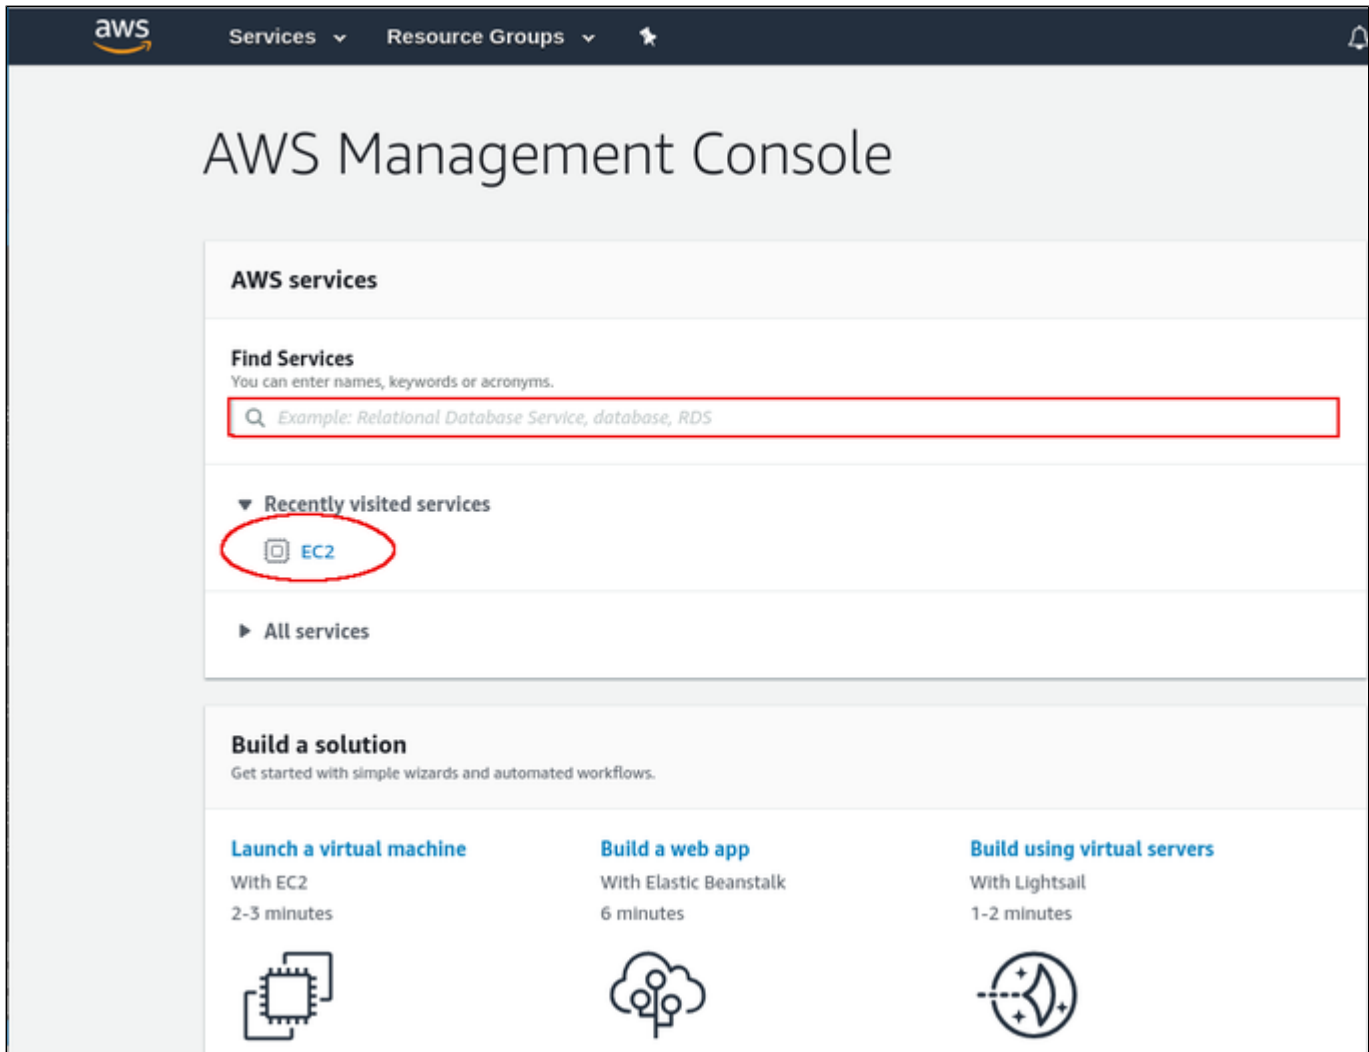 aws Services Resource Groups
AWS Management Console
AWS services
Find Services
You can enter names, keywords or acronyms.
Example: Relational Database Service, database, RDS
Recently visited services
EC2
All services
Build a solution
Get started with simple wizards and automated workflows.
Launch a virtual machine
With EC2
2-3 minutes
Build a web app
With Elastic Beanstalk
6 minutes
Build using virtual servers
With Lightsail
1-2 minutes